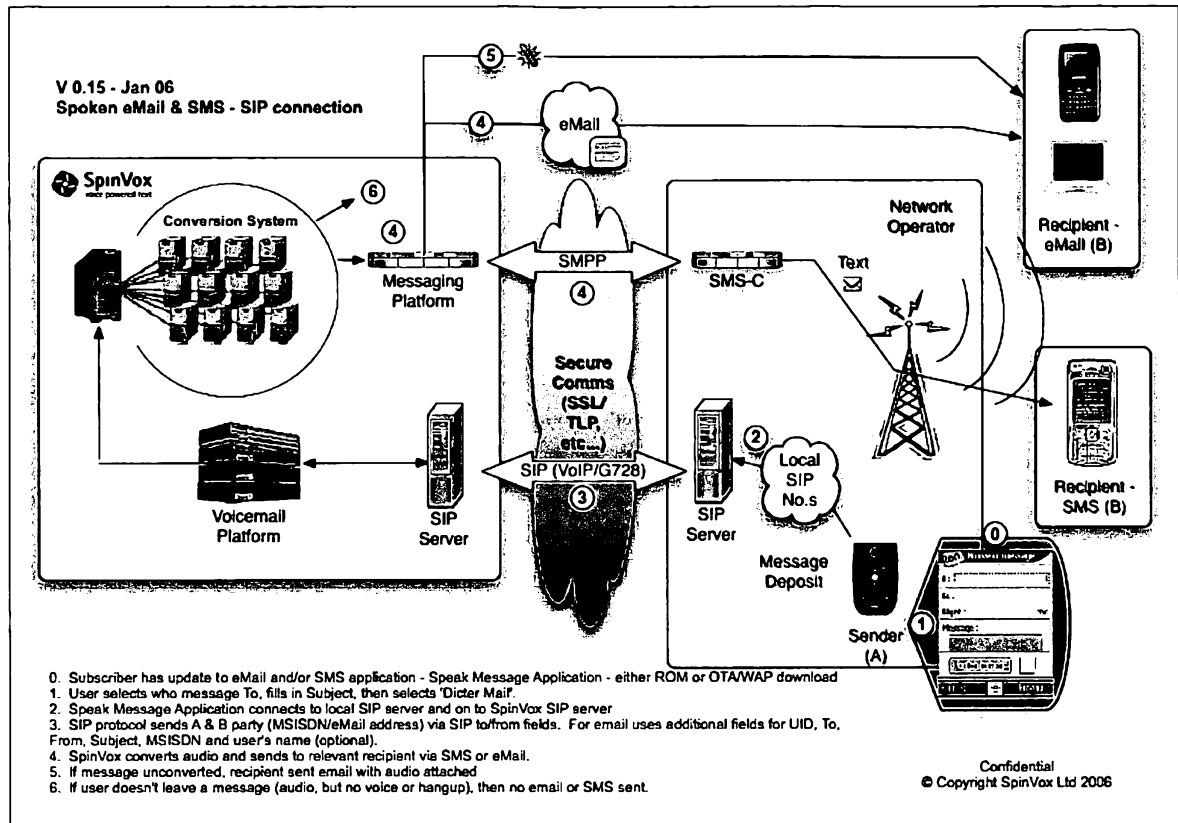 V 0.15 - Jan 06
Spoken eMail & SMS - SIP connection
5
4
eMail
SpinVox
voice powered text
Conversion System
6
4
Messaging
Platform
SMPP
4
SMS-C
Network
Operator
Text
Recipient -
eMail (B)
Secure
Comms
(SSL/
TLP,
etc...)
SIP (VoIP/G728)
3
Voicemail
Platform
SIP
Server
SIP
Server
2
Local
SIP
No.s
Message
Deposit
Sender
(A)
Recipient -
SMS (B)
0
1
Message:
0. Subscriber has update to eMail and/or SMS application - Speak Message Application - either ROM or OTA/WAP download
1. User selects who message To, fills in Subject, then selects 'Dicter Mail'.
2. Speak Message Application connects to local SIP server and on to SpinVox SIP server
3. SIP protocol sends A & B party (MSISDN/eMail address) via SIP to/from fields. For email uses additional fields for UID, To,
From, Subject, MSISDN and user's name (optional).
4. SpinVox converts audio and sends to relevant recipient via SMS or eMail.
5. If message unconverted, recipient sent email with audio attached
6. If user doesn't leave a message (audio, but no voice or hangup), then no email or SMS sent.
Confidential
© Copyright SpinVox Ltd 2006